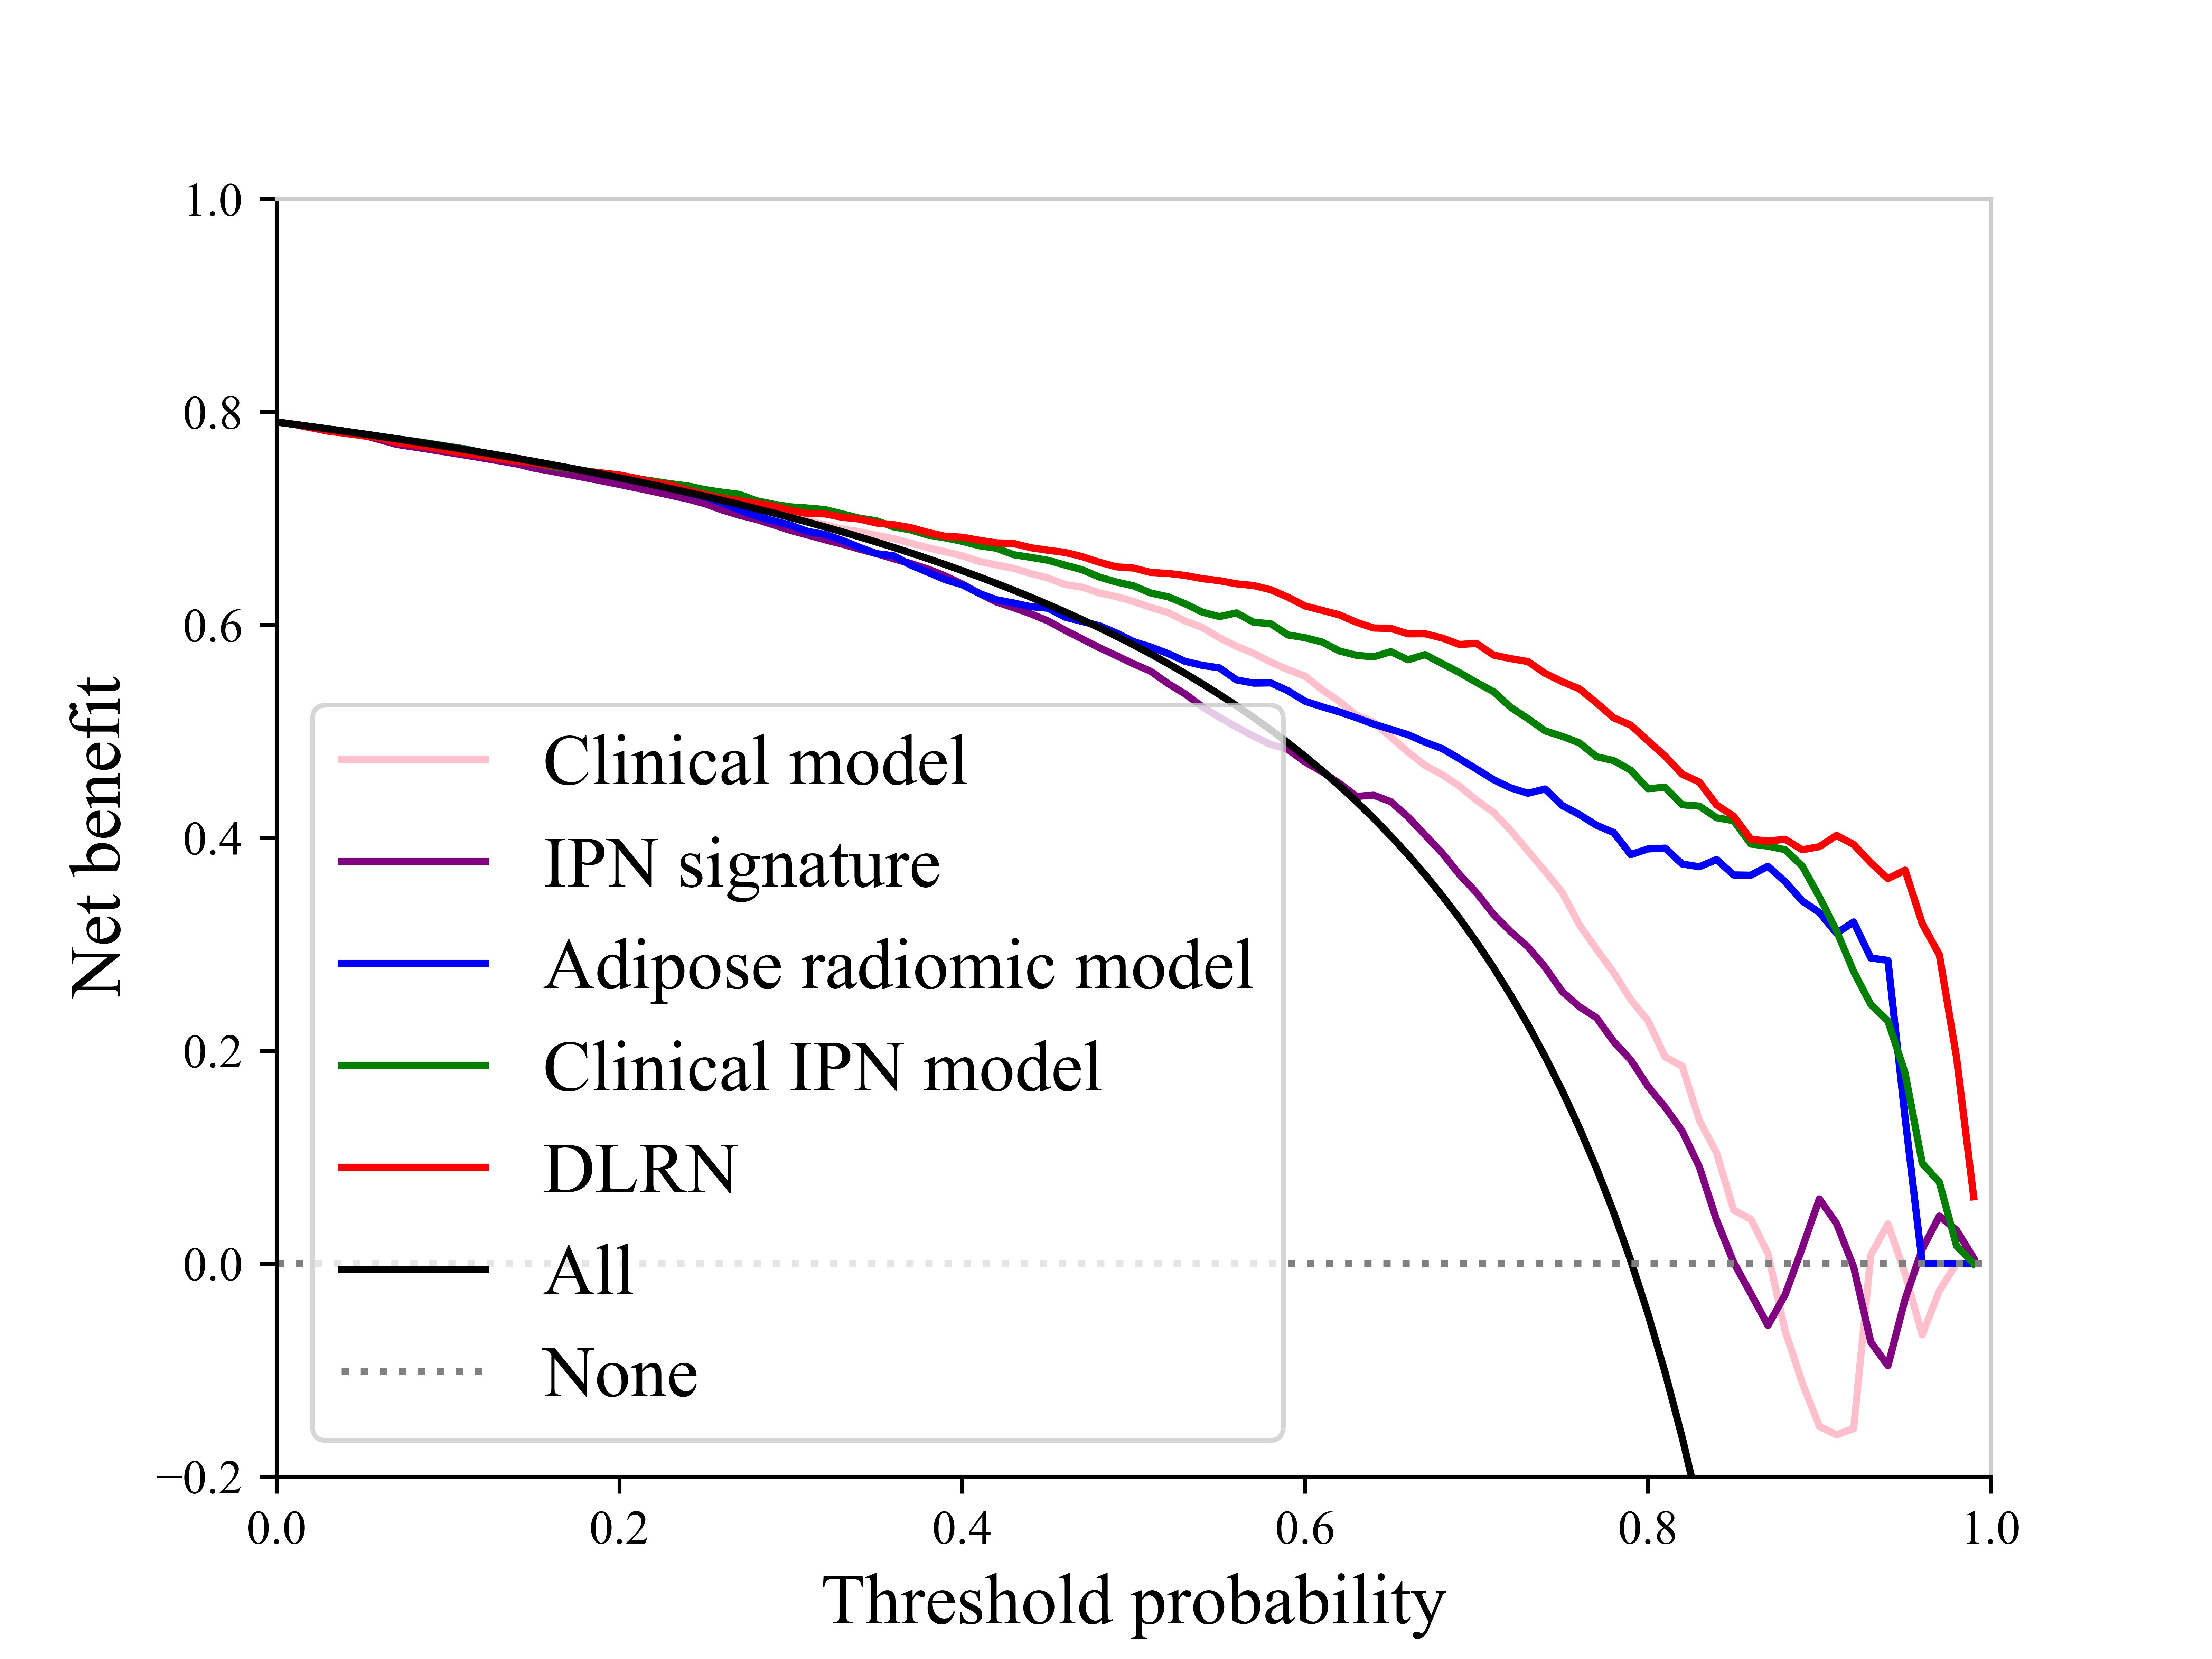 1.0
0.8
0.6
0.4
0.2
0.0
−0.2
Net benefit
Clinical model
IPN signature
Adipose radiomic model
Clinical IPN model
DLRN
All
None
0.0 0.2 0.4 0.6 0.8 1.0
Threshold probability